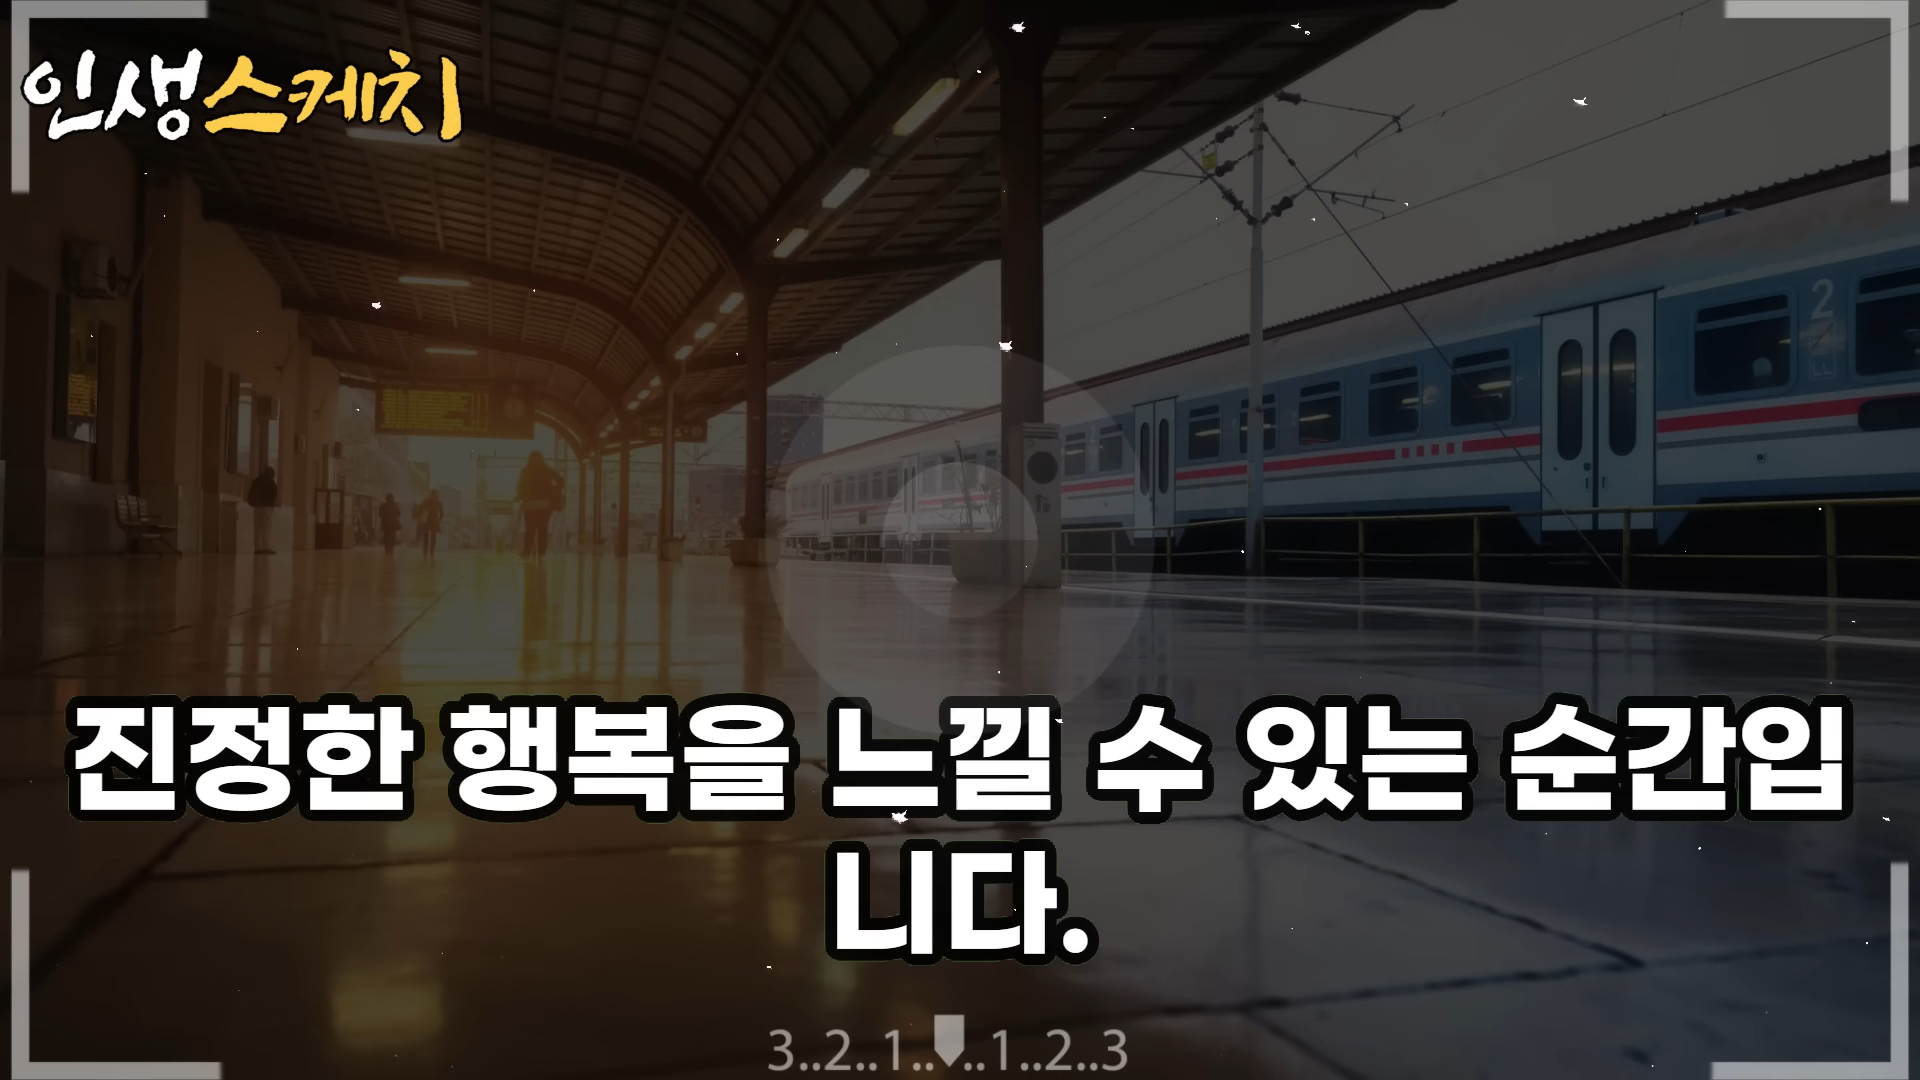 인생스케치
2
진정한 행복을 느낄 수 있는 순간입
니다.
3..2..1....1..2..3